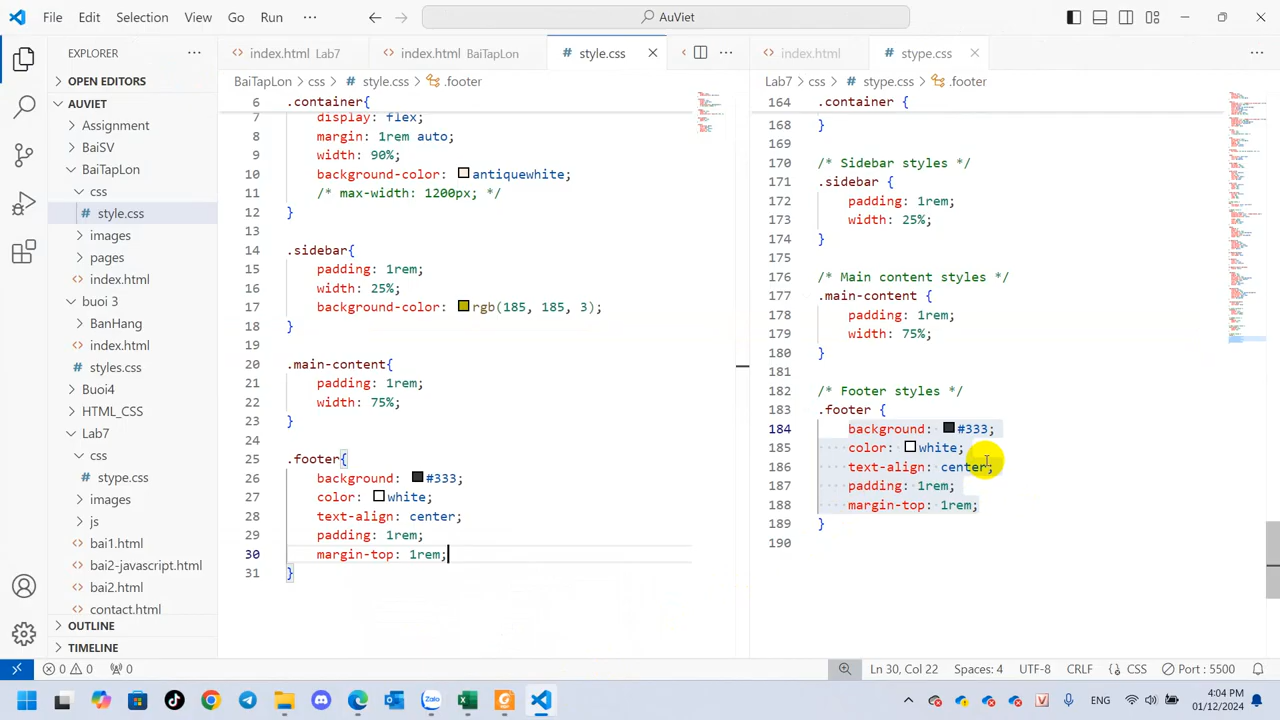 File Edit Selection View Go Run ··· AuViet
EXPLORER ···
OPEN EDITORS
AUVIET
Assignment
BaiSV
BaiTapLon
css
# style.css
images
pages
<> index.html
buoi 3
BanHang
<> index.html
# styles.css
Buoi4
HTML_CSS
Lab7
css
# stype.css
images
js
<> bai1.html
<> bai2-javascript.html
<> bai2.html
<> contact.html
OUTLINE
TIMELINE
<> index.html Lab7 <> index.html BaiTapLon # style.css ···
BaiTapLon > css > # style.css > .footer
6 .container{
7 display: flex;
8 margin: 1rem auto;
9 width: 90%;
10 background-color: antiquewhite;
11 /* max-width: 1200px; */
12 }
13
14 .sidebar{
15 padding: 1rem;
16 width: 25%;
17 background-color: rgb(185, 185, 3);
18 }
19
20 .main-content{
21 padding: 1rem;
22 width: 75%;
23 }
24
25 .footer{
26 background: #333;
27 color: white;
28 text-align: center;
29 padding: 1rem;
30 margin-top: 1rem;
31 }
<> index.html # stype.css ···
Lab7 > css > # stype.css > .footer
164 .container {
168 }
169
170 /* Sidebar styles */
171 .sidebar {
172 padding: 1rem;
173 width: 25%;
174 }
175
176 /* Main content styles */
177 .main-content {
178 padding: 1rem;
179 width: 75%;
180 }
181
182 /* Footer styles */
183 .footer {
184 background: #333;
185 color: white;
186 text-align: center;
187 padding: 1rem;
188 margin-top: 1rem;
189 }
190
0 0 0 Ln 30, Col 22 Spaces: 4 UTF-8 CRLF {} CSS Port : 5500
ENG 4:04 PM
01/12/2024